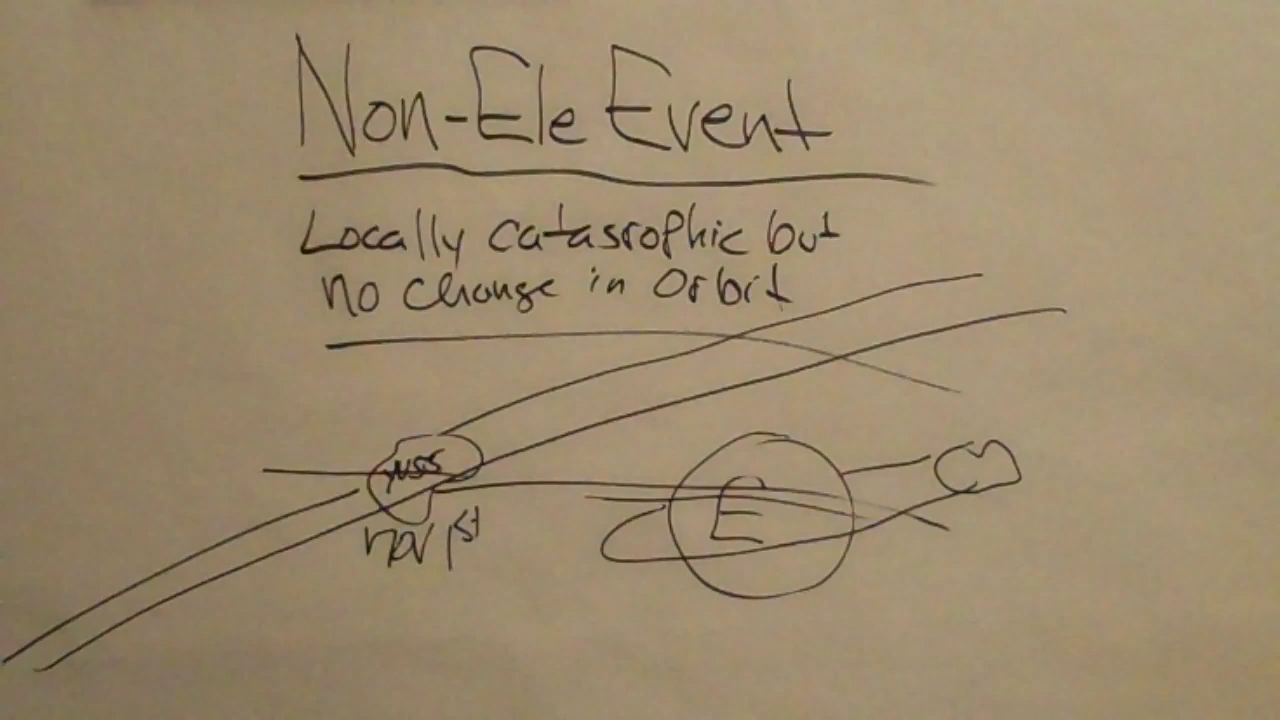 Non-Ele Event
Locally catasrophic but
no change in Orbit
E
nov 1st